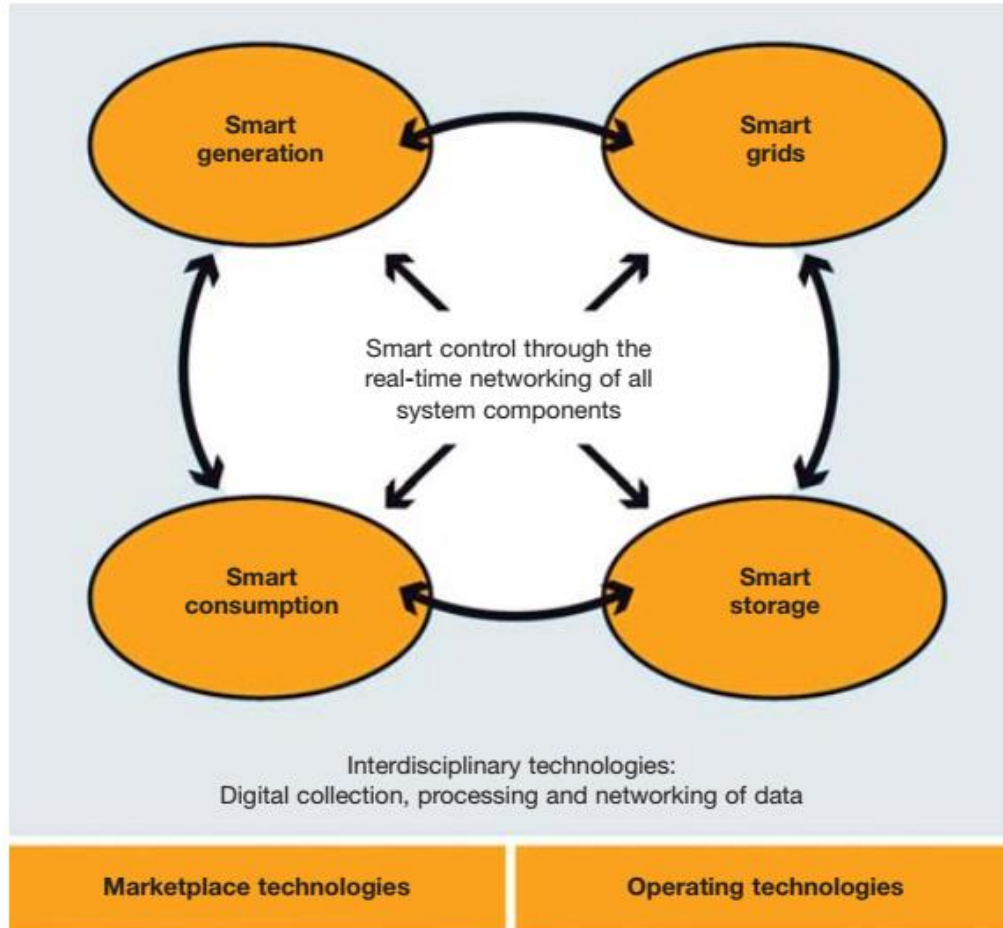 Smart
generation
Smart
grids
Smart control through the
real-time networking of all
system components
Smart
consumption
Smart
storage
Interdisciplinary technologies:
Digital collection, processing and networking of data
Marketplace technologies
Operating technologies